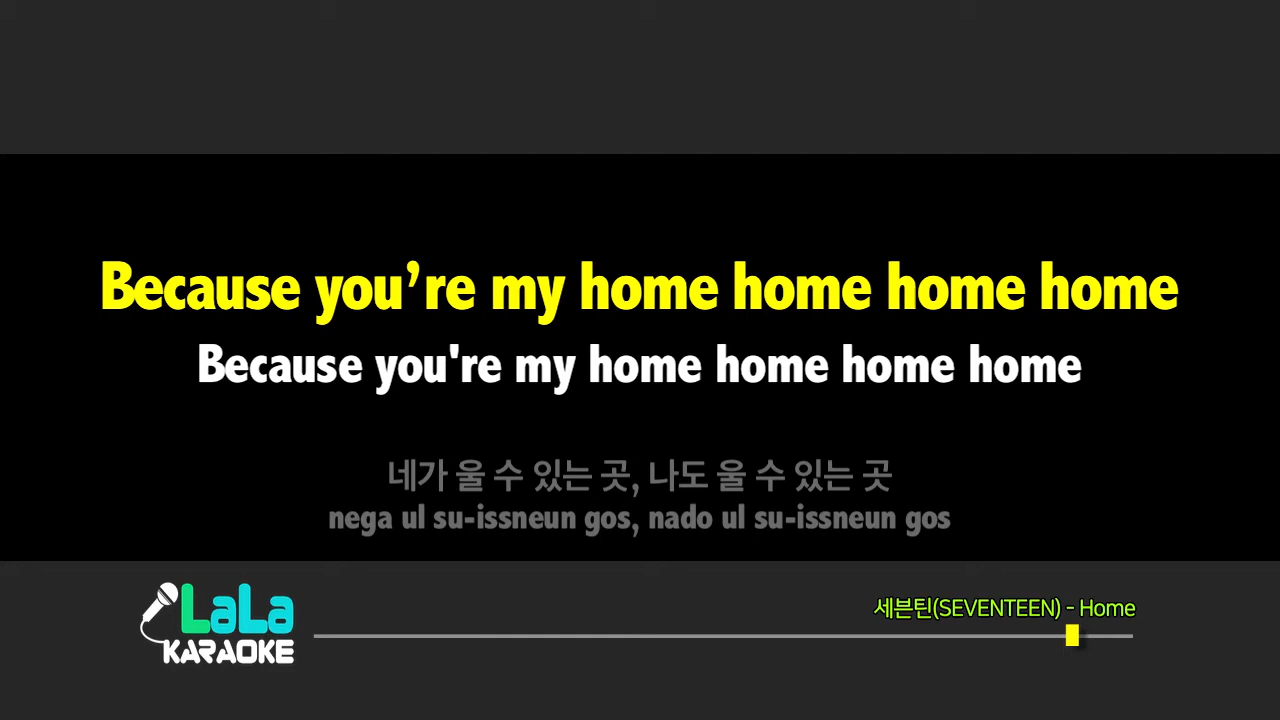 Because you’re my home home home home
Because you're my home home home home
네가 울 수 있는 곳, 나도 울 수 있는 곳
nega ul su-issneun gos, nado ul su-issneun gos
LaLa
KARAOKE
세븐틴(SEVENTEEN) - Home